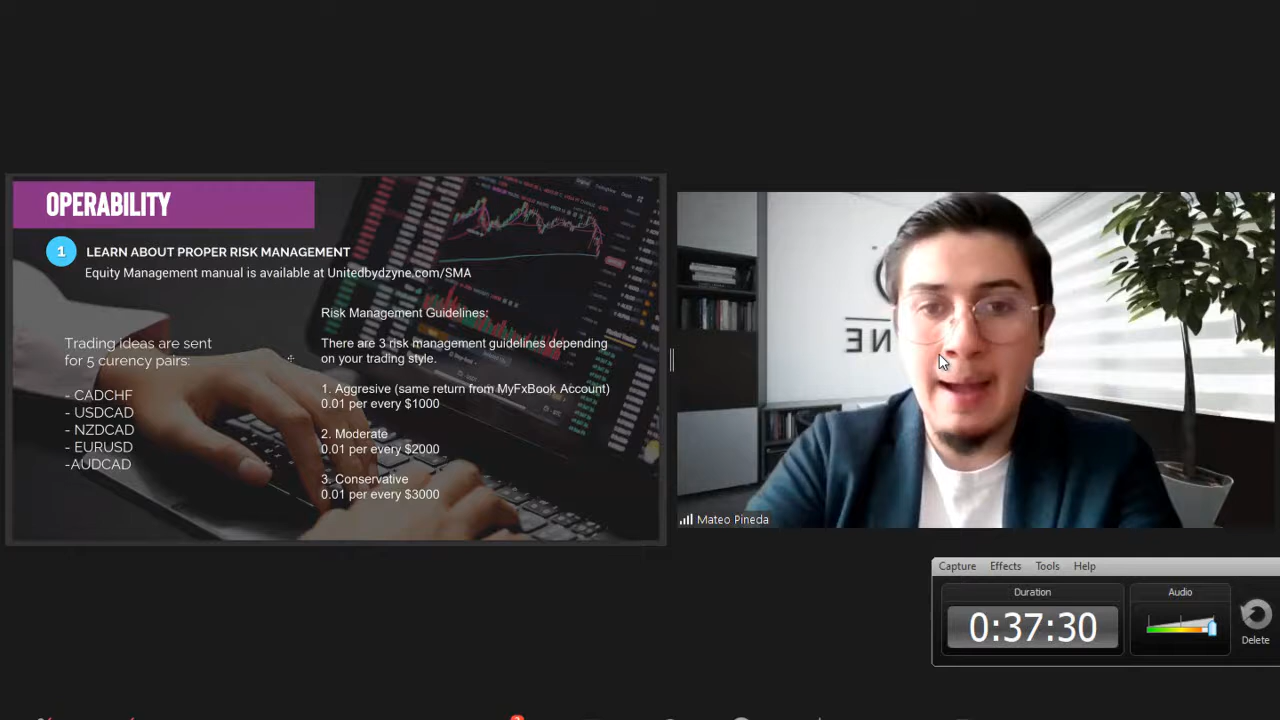 OPERABILITY
1 LEARN ABOUT PROPER RISK MANAGEMENT
Equity Management manual is available at Unitedbydzyne.com/SMA
Trading ideas are sent
for 5 curency pairs:
- CADCHF
- USDCAD
- NZDCAD
- EURUSD
-AUDCAD
Risk Management Guidelines:
There are 3 risk management guidelines depending
on your trading style.
1. Aggresive (same return from MyFxBook Account)
0.01 per every $1000
2. Moderate
0.01 per every $2000
3. Conservative
0.01 per every $3000
Mateo Pineda
Capture Effects Tools Help
Duration
0:37:30
Audio
Delete